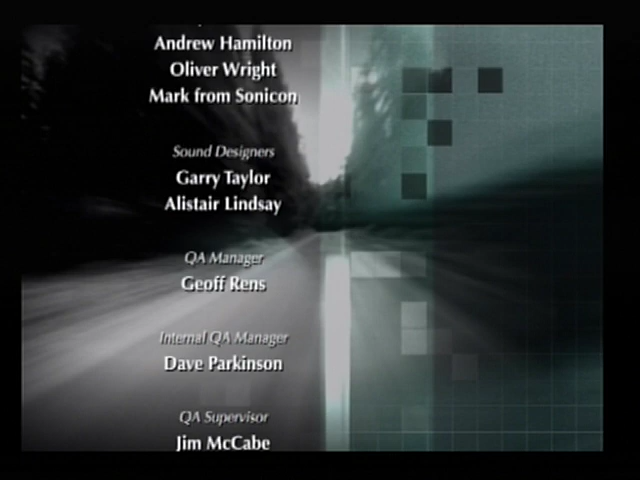 Andrew Hamilton
Oliver Wright
Mark from Sonicon
Sound Designers
Garry Taylor
Alistair Lindsay
QA Manager
Geoff Rens
Internal QA Manager
Dave Parkinson
QA Supervisor
Jim McCabe